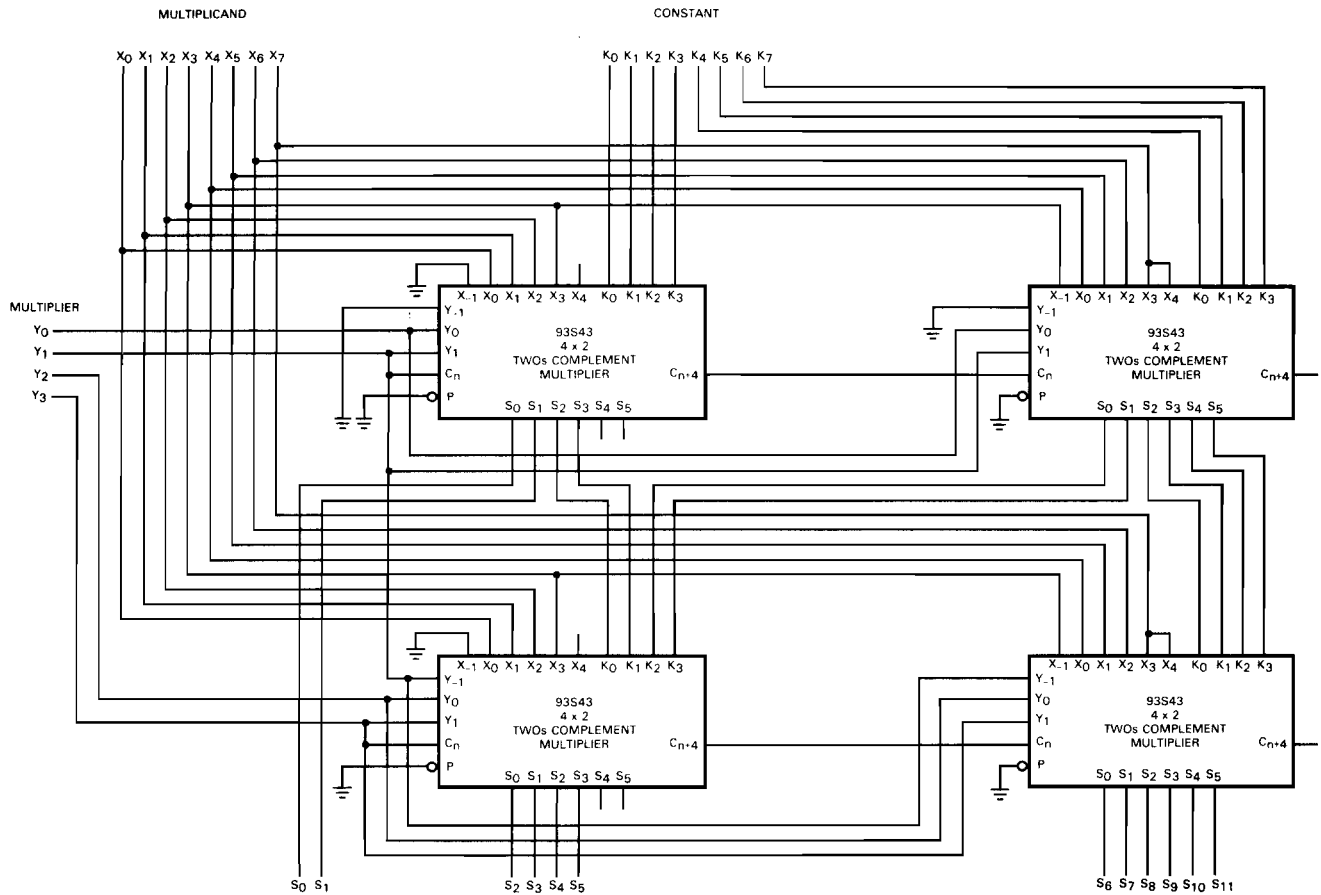 MULTIPLICAND CONSTANT
X0 X1 X2 X3 X4 X5 X6 X7 K0 K1 K2 K3 K4 K5 K6 K7
X-1 X0 X1 X2 X3 X4 K0 K1 K2 K3 X-1 X0 X1 X2 X3 X4 K0 K1 K2 K3
MULTIPLIER
Y-1 Y-1
Y0 Y0 93S43 Y0 93S43
Y1 Y1 4 x 2 Y1 4 x 2
TWOs COMPLEMENT TWOs COMPLEMENT
Y2 Cn MULTIPLIER Cn+4 Cn MULTIPLIER Cn+4
Y3 P P
S0 S1 S2 S3 S4 S5 S0 S1 S2 S3 S4 S5
X-1 X0 X1 X2 X3 X4 K0 K1 K2 K3 X-1 X0 X1 X2 X3 X4 K0 K1 K2 K3
Y-1 Y-1
Y0 93S43 Y0 93S43
Y1 4 x 2 Y1 4 x 2
TWOs COMPLEMENT TWOs COMPLEMENT
Cn MULTIPLIER Cn+4 Cn MULTIPLIER Cn+4
P P
S0 S1 S2 S3 S4 S5 S0 S1 S2 S3 S4 S5
S0 S1 S2 S3 S4 S5 S6 S7 S8 S9 S10 S11